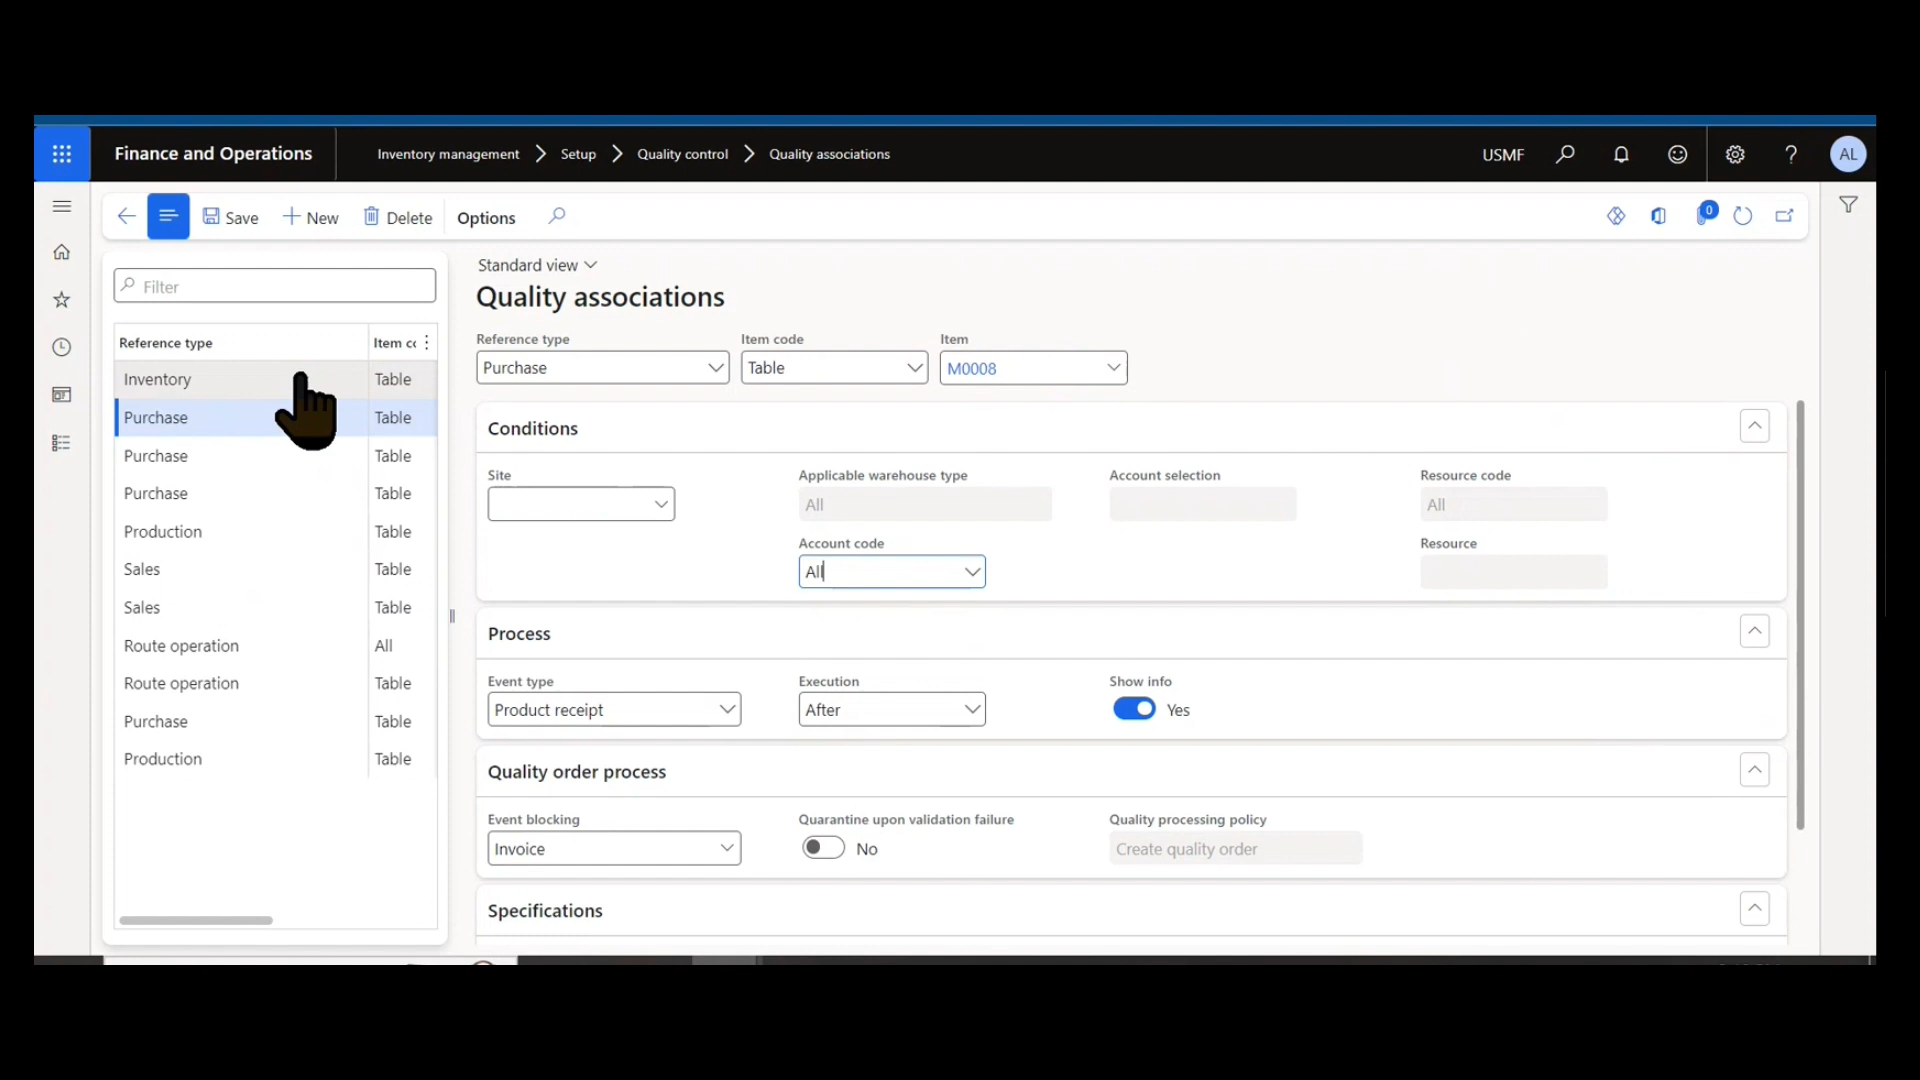 Finance and Operations
Inventory management > Setup > Quality control > Quality associations
USMF
?
AL
Save
New
Delete
Options
0
Filter
Reference type
Item c
Inventory Table
Purchase Table
Purchase Table
Purchase Table
Production Table
Sales Table
Sales Table
Route operation All
Route operation Table
Purchase Table
Production Table
Standard view
Quality associations
Reference type Item code Item
Purchase Table M0008
Conditions
Site Applicable warehouse type Account selection Resource code
All All
Account code Resource
All
Process
Event type Execution Show info
Product receipt After Yes
Quality order process
Event blocking Quarantine upon validation failure Quality processing policy
Invoice No Create quality order
Specifications